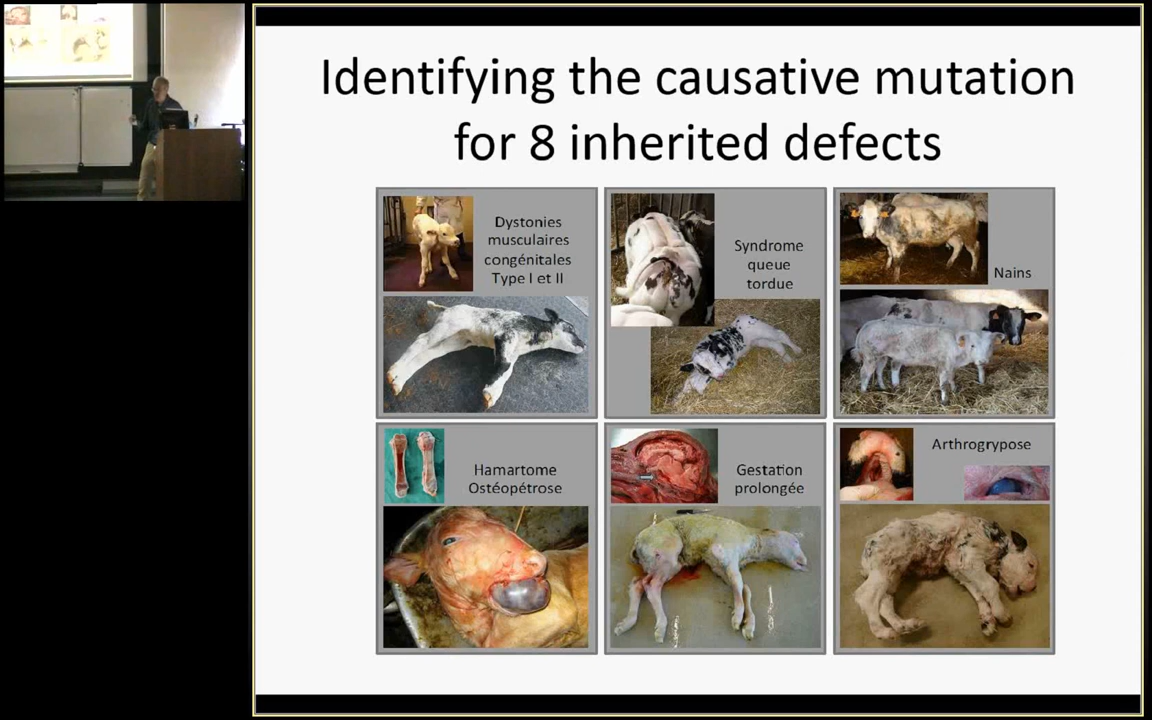 Identifying the causative mutation
for 8 inherited defects
Dystonies
musculaires
congénitales
Type I et II
Syndrome
queue
tordue
Nains
Hamartome
Ostéopétrose
Gestation
prolongée
Arthrogrypose